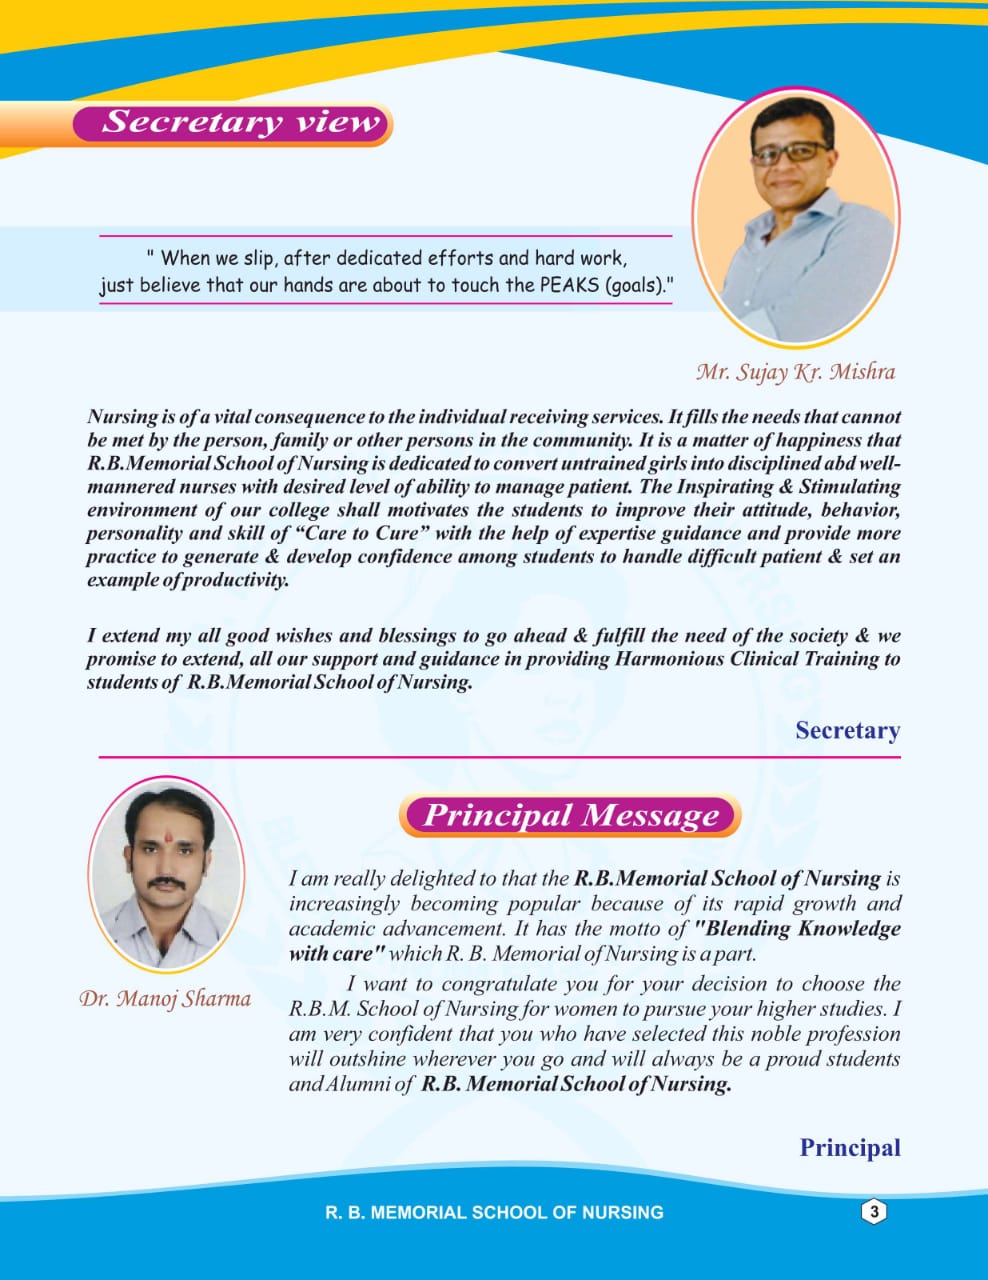 Secretary view
" When we slip, after dedicated efforts and hard work,
just believe that our hands are about to touch the PEAKS (goals)."
Mr. Sujay Kr. Mishra
Nursing is of a vital consequence to the individual receiving services. It fills the needs that cannot
be met by the person, family or other persons in the community. It is a matter of happiness that
R.B.Memorial School of Nursing is dedicated to convert untrained girls into disciplined abd well-
mannered nurses with desired level of ability to manage patient. The Inspirating & Stimulating
environment of our college shall motivates the students to improve their attitude, behavior,
personality and skill of “Care to Cure” with the help of expertise guidance and provide more
practice to generate & develop confidence among students to handle difficult patient & set an
example of productivity.
I extend my all good wishes and blessings to go ahead & fulfill the need of the society & we
promise to extend, all our support and guidance in providing Harmonious Clinical Training to
students of R.B.Memorial School of Nursing.
Secretary
Principal Message
Dr. Manoj Sharma
I am really delighted to that the R.B.Memorial School of Nursing is
increasingly becoming popular because of its rapid growth and
academic advancement. It has the motto of "Blending Knowledge
with care" which R. B. Memorial of Nursing is a part.
I want to congratulate you for your decision to choose the
R.B.M. School of Nursing for women to pursue your higher studies. I
am very confident that you who have selected this noble profession
will outshine wherever you go and will always be a proud students
and Alumni of R.B. Memorial School of Nursing.
Principal
R. B. MEMORIAL SCHOOL OF NURSING
3